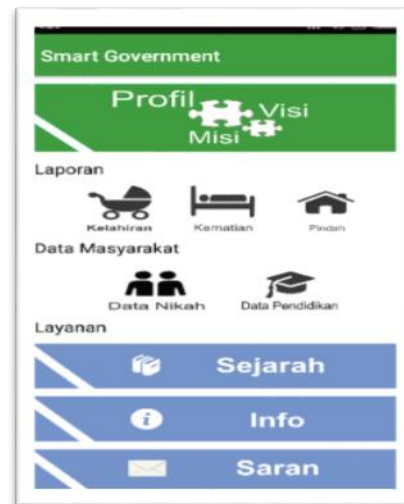 Smart Government
Profil
Visi
Misi
Laporan
Kelahiran Kematian Pindah
Data Masyarakat
Data Nikah Data Pendidikan
Layanan
Sejarah
Info
Saran